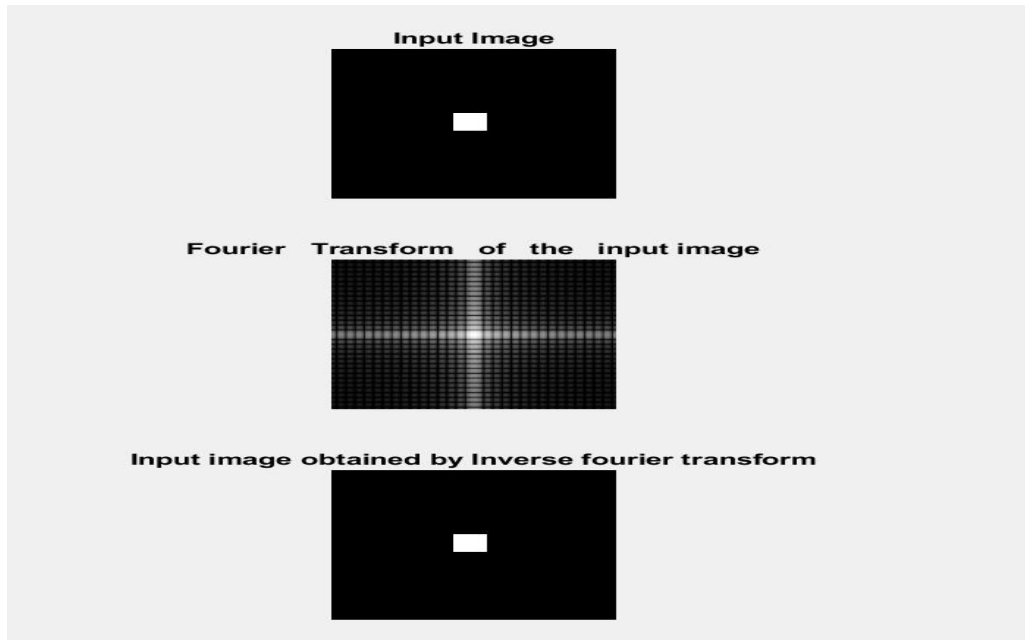 Input Image
Fourier Transform of the input image
Input image obtained by Inverse fourier transform